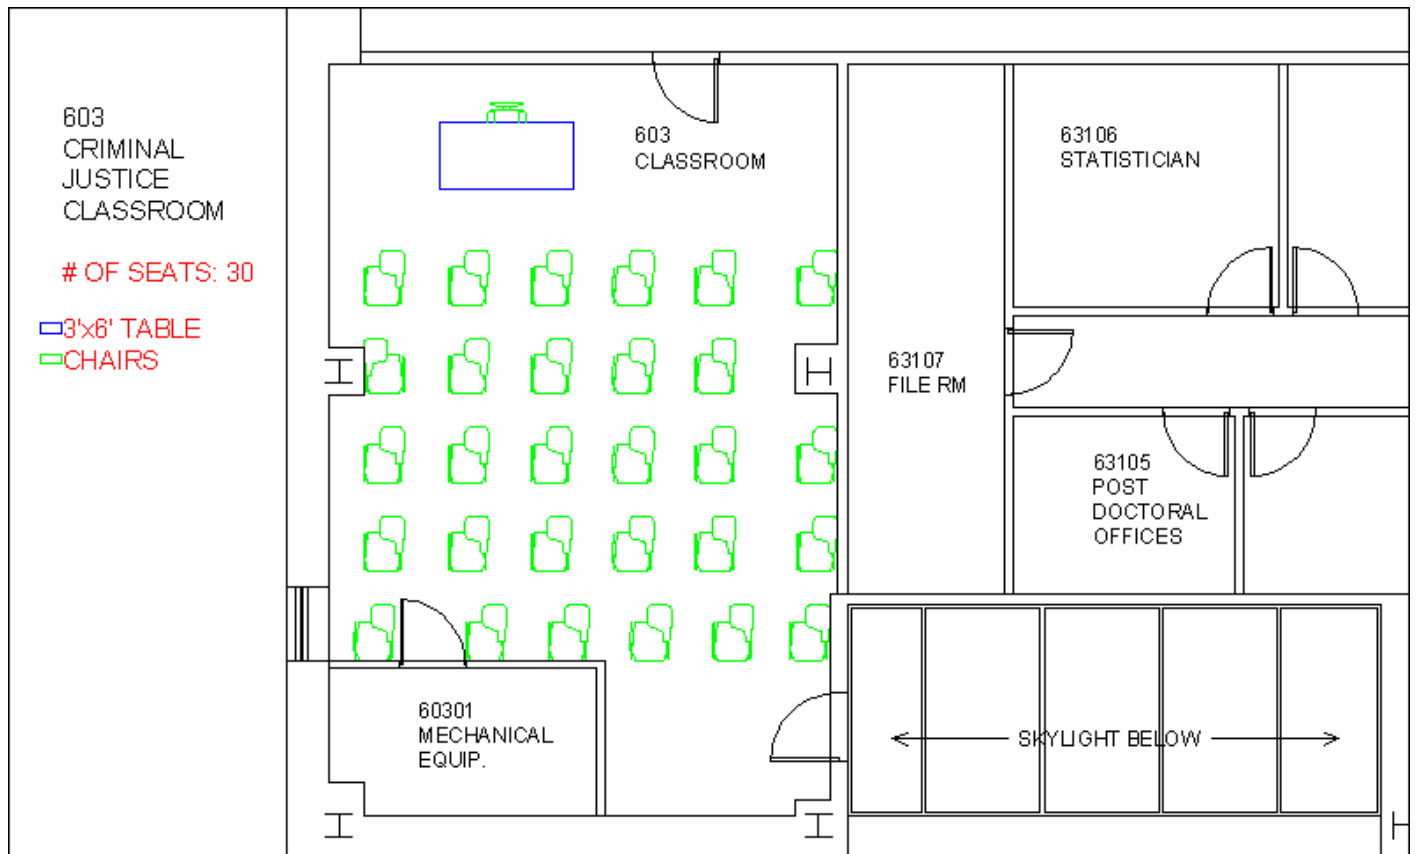 603
CRIMINAL
JUSTICE
CLASSROOM
# OF SEATS: 30
3'x6' TABLE
CHAIRS
603
CLASSROOM
63106
STATISTICIAN
63107
FILE RM
63105
POST
DOCTORAL
OFFICES
60301
MECHANICAL
EQUIP.
SKYLIGHT BELOW